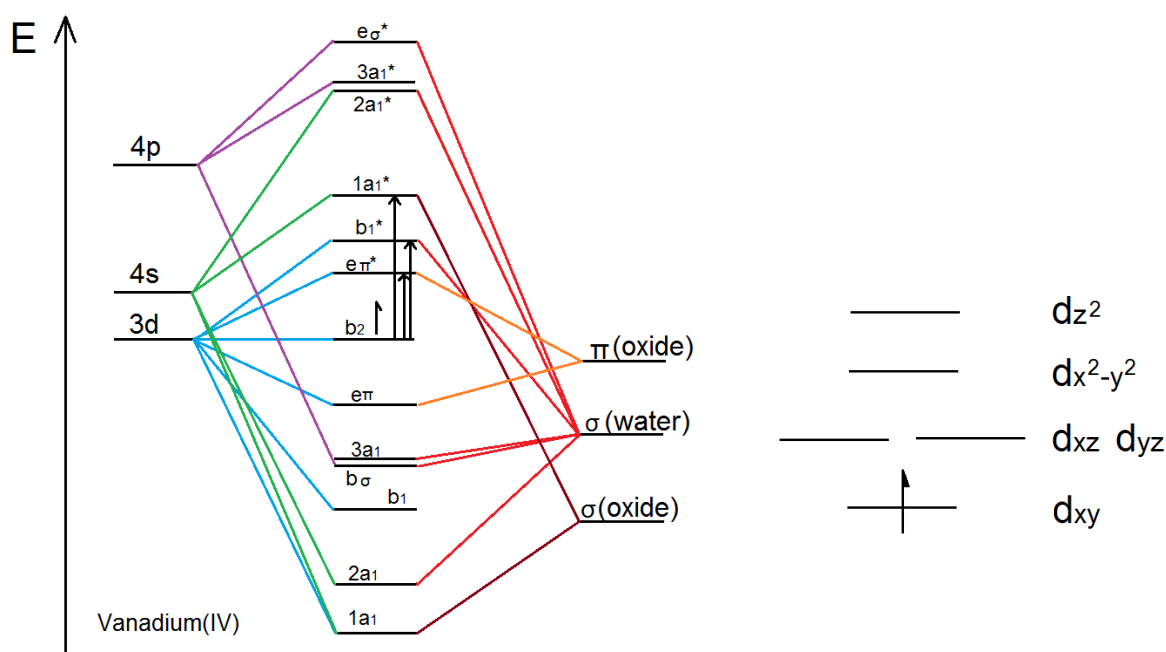 E
eσ*
3a₁*
2a₁*
4p
1a₁*
b₁*
eπ*
4s
3d
b₂
π(oxide)
eπ
σ(water)
3a₁
bσ
b₁
σ(oxide)
2a₁
1a₁
Vanadium(IV)
dz²
dx²-y²
dxz dyz
dxy